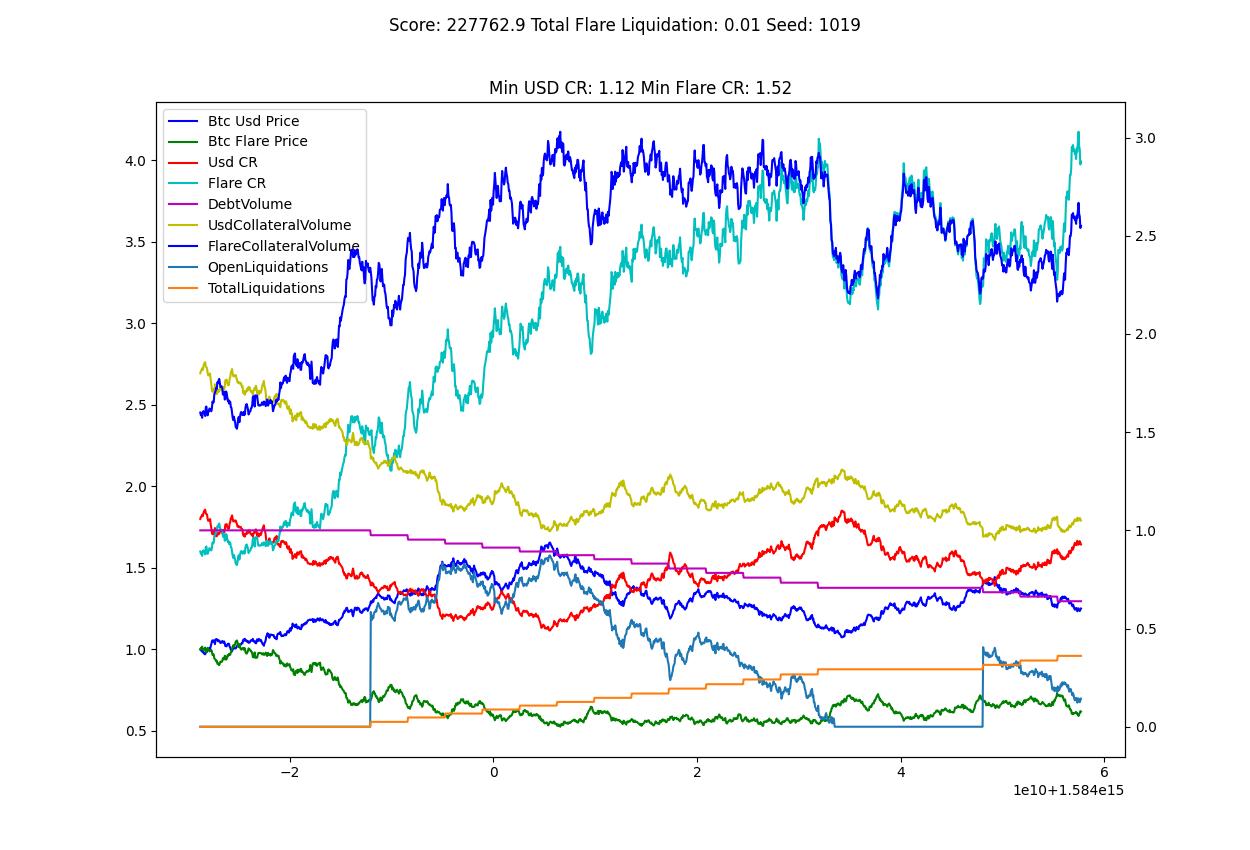 Score: 227762.9 Total Flare Liquidation: 0.01 Seed: 1019
Min USD CR: 1.12 Min Flare CR: 1.52
Btc Usd Price
Btc Flare Price
Usd CR
Flare CR
DebtVolume
UsdCollateralVolume
FlareCollateralVolume
OpenLiquidations
TotalLiquidations
4.0
3.5
3.0
2.5
2.0
1.5
1.0
0.5
3.0
2.5
2.0
1.5
1.0
0.5
0.0
−2 0 2 4 6
1e10+1.584e15